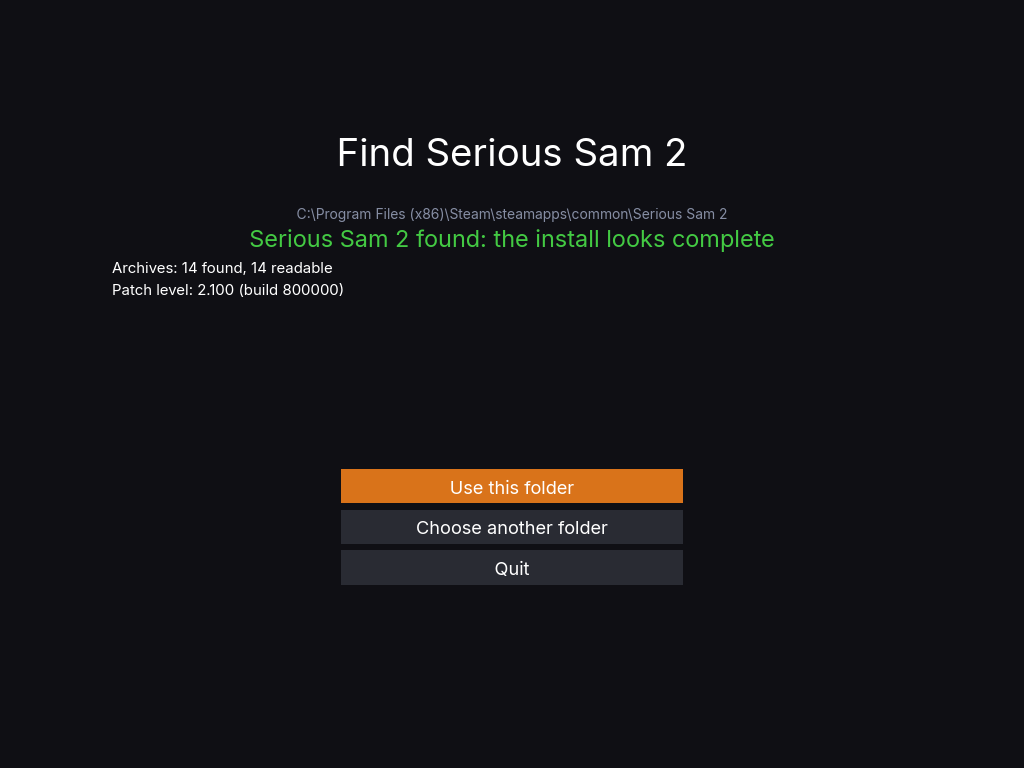 Find Serious Sam 2
C:\Program Files (x86)\Steam\steamapps\common\Serious Sam 2
Serious Sam 2 found: the install looks complete
Archives: 14 found, 14 readable
Patch level: 2.100 (build 800000)
Use this folder
Choose another folder
Quit